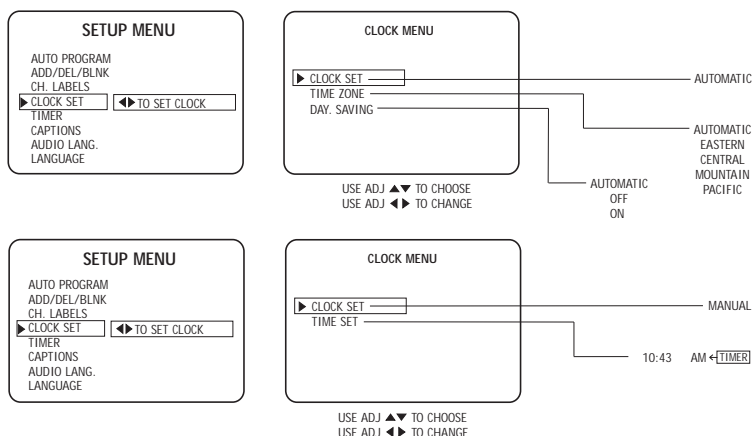 SETUP MENU
AUTO PROGRAM
ADD/DEL/BLNK
CH. LABELS
▶ CLOCK SET ◀▶ TO SET CLOCK
TIMER
CAPTIONS
AUDIO LANG.
LANGUAGE
CLOCK MENU
▶ CLOCK SET
TIME ZONE
DAY. SAVING
USE ADJ ▲▼ TO CHOOSE
USE ADJ ◀▶ TO CHANGE
AUTOMATIC
AUTOMATIC
EASTERN
CENTRAL
MOUNTAIN
PACIFIC
AUTOMATIC
OFF
ON
SETUP MENU
AUTO PROGRAM
ADD/DEL/BLNK
CH. LABELS
▶ CLOCK SET ◀▶ TO SET CLOCK
TIMER
CAPTIONS
AUDIO LANG.
LANGUAGE
CLOCK MENU
▶ CLOCK SET
TIME SET
USE ADJ ▲▼ TO CHOOSE
USE ADJ ◀▶ TO CHANGE
MANUAL
10:43 AM ← TIMER